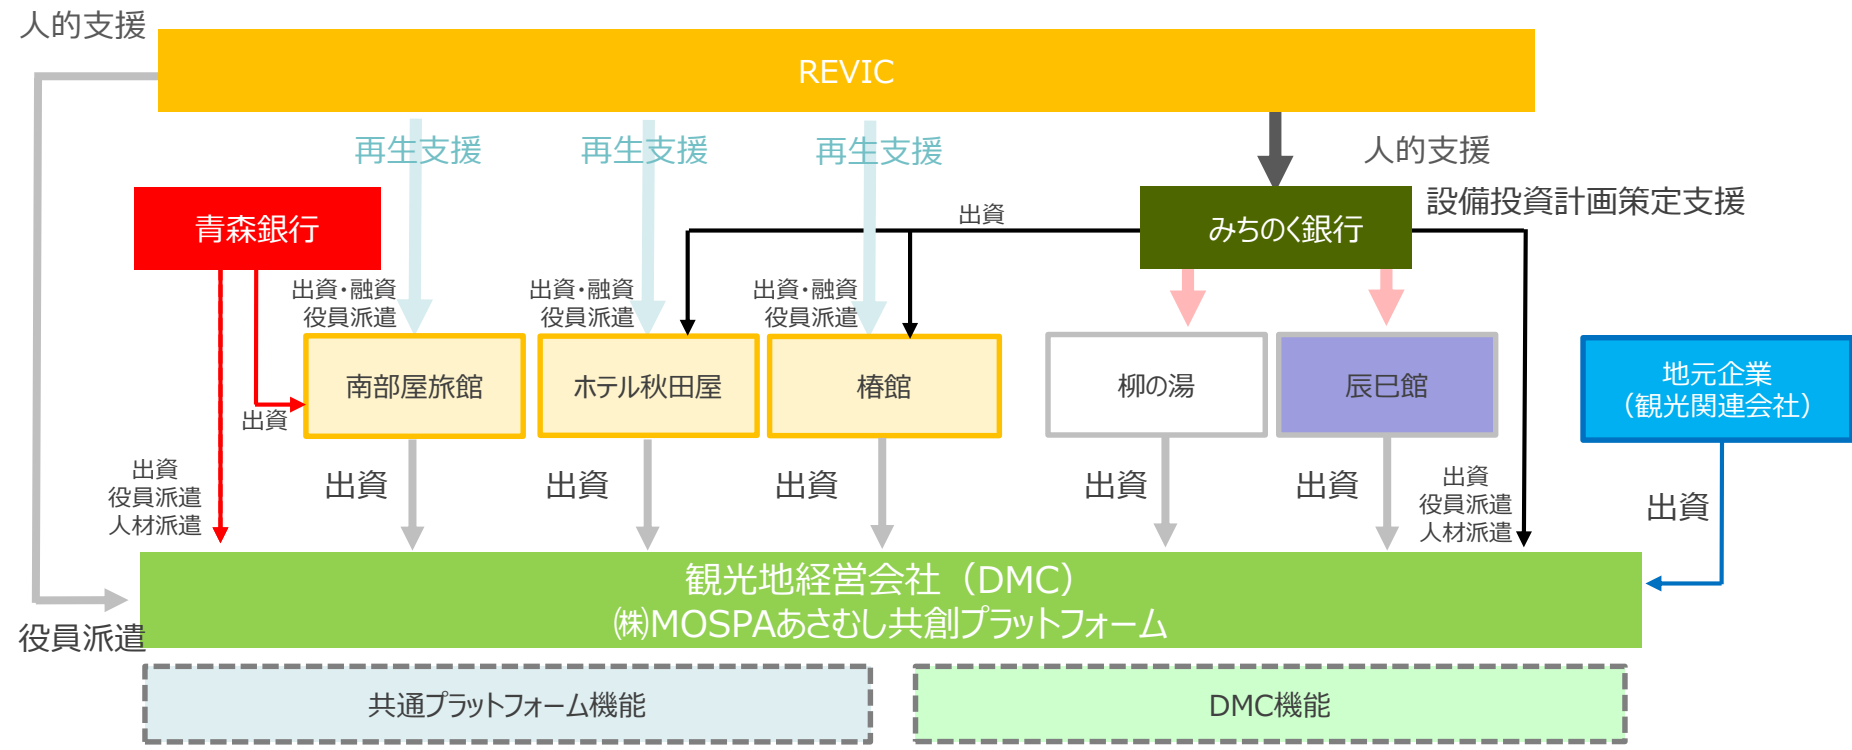 人的支援
REVIC
再生支援
再生支援
再生支援
人的支援
設備投資計画策定支援
青森銀行
出資
みちのく銀行
出資・融資
役員派遣
出資・融資
役員派遣
出資・融資
役員派遣
南部屋旅館
ホテル秋田屋
椿館
柳の湯
辰巳館
地元企業
（観光関連会社）
出資
出資
役員派遣
人材派遣
出資
出資
出資
出資
出資
出資
役員派遣
人材派遣
出資
観光地経営会社（DMC）
㈱MOSPAあさむし共創プラットフォーム
役員派遣
共通プラットフォーム機能
DMC機能